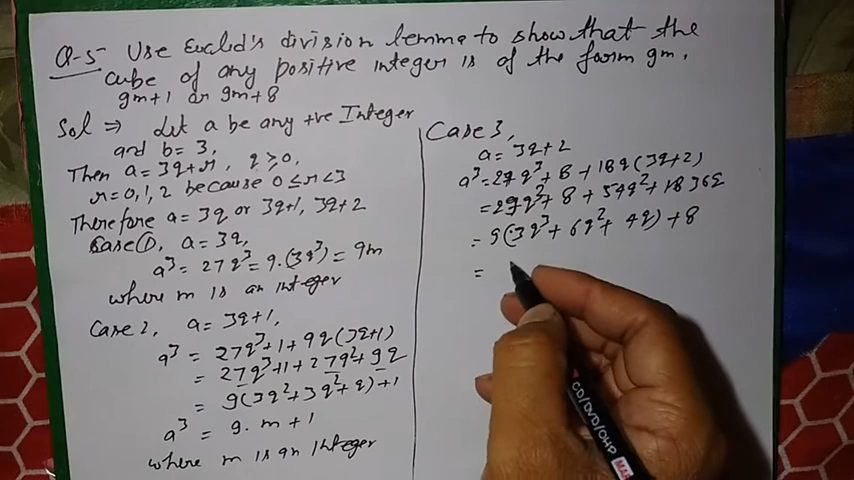 Q-5 Use Euclid's division lemma to show that the
cube of any positive integer is of the form 9m,
9m+1 or 9m+8
Sol ⇒ Let a be any +ve Integer
and b=3,
Then a=3q+r, q≥0,
r=0,1,2 because 0≤r<3
Therefore a=3q or 3q+1, 3q+2
Case①, a=3q,
a³=27q³=9.(3q³)=9m
where m is an integer
Case 2, a=3q+1,
a³ = 27q³+1+9q(3q+1)
= 27q³+1+27q²+9q
= 9(3q²+3q²+q)+1
a³ = 9.m+1
where m is an integer
Case 3,
a=3q+2
a³=27q³+8+18q(3q+2)
=27q³+8+54q²+18 36q
= 9(3q³+6q²+4q)+8
=